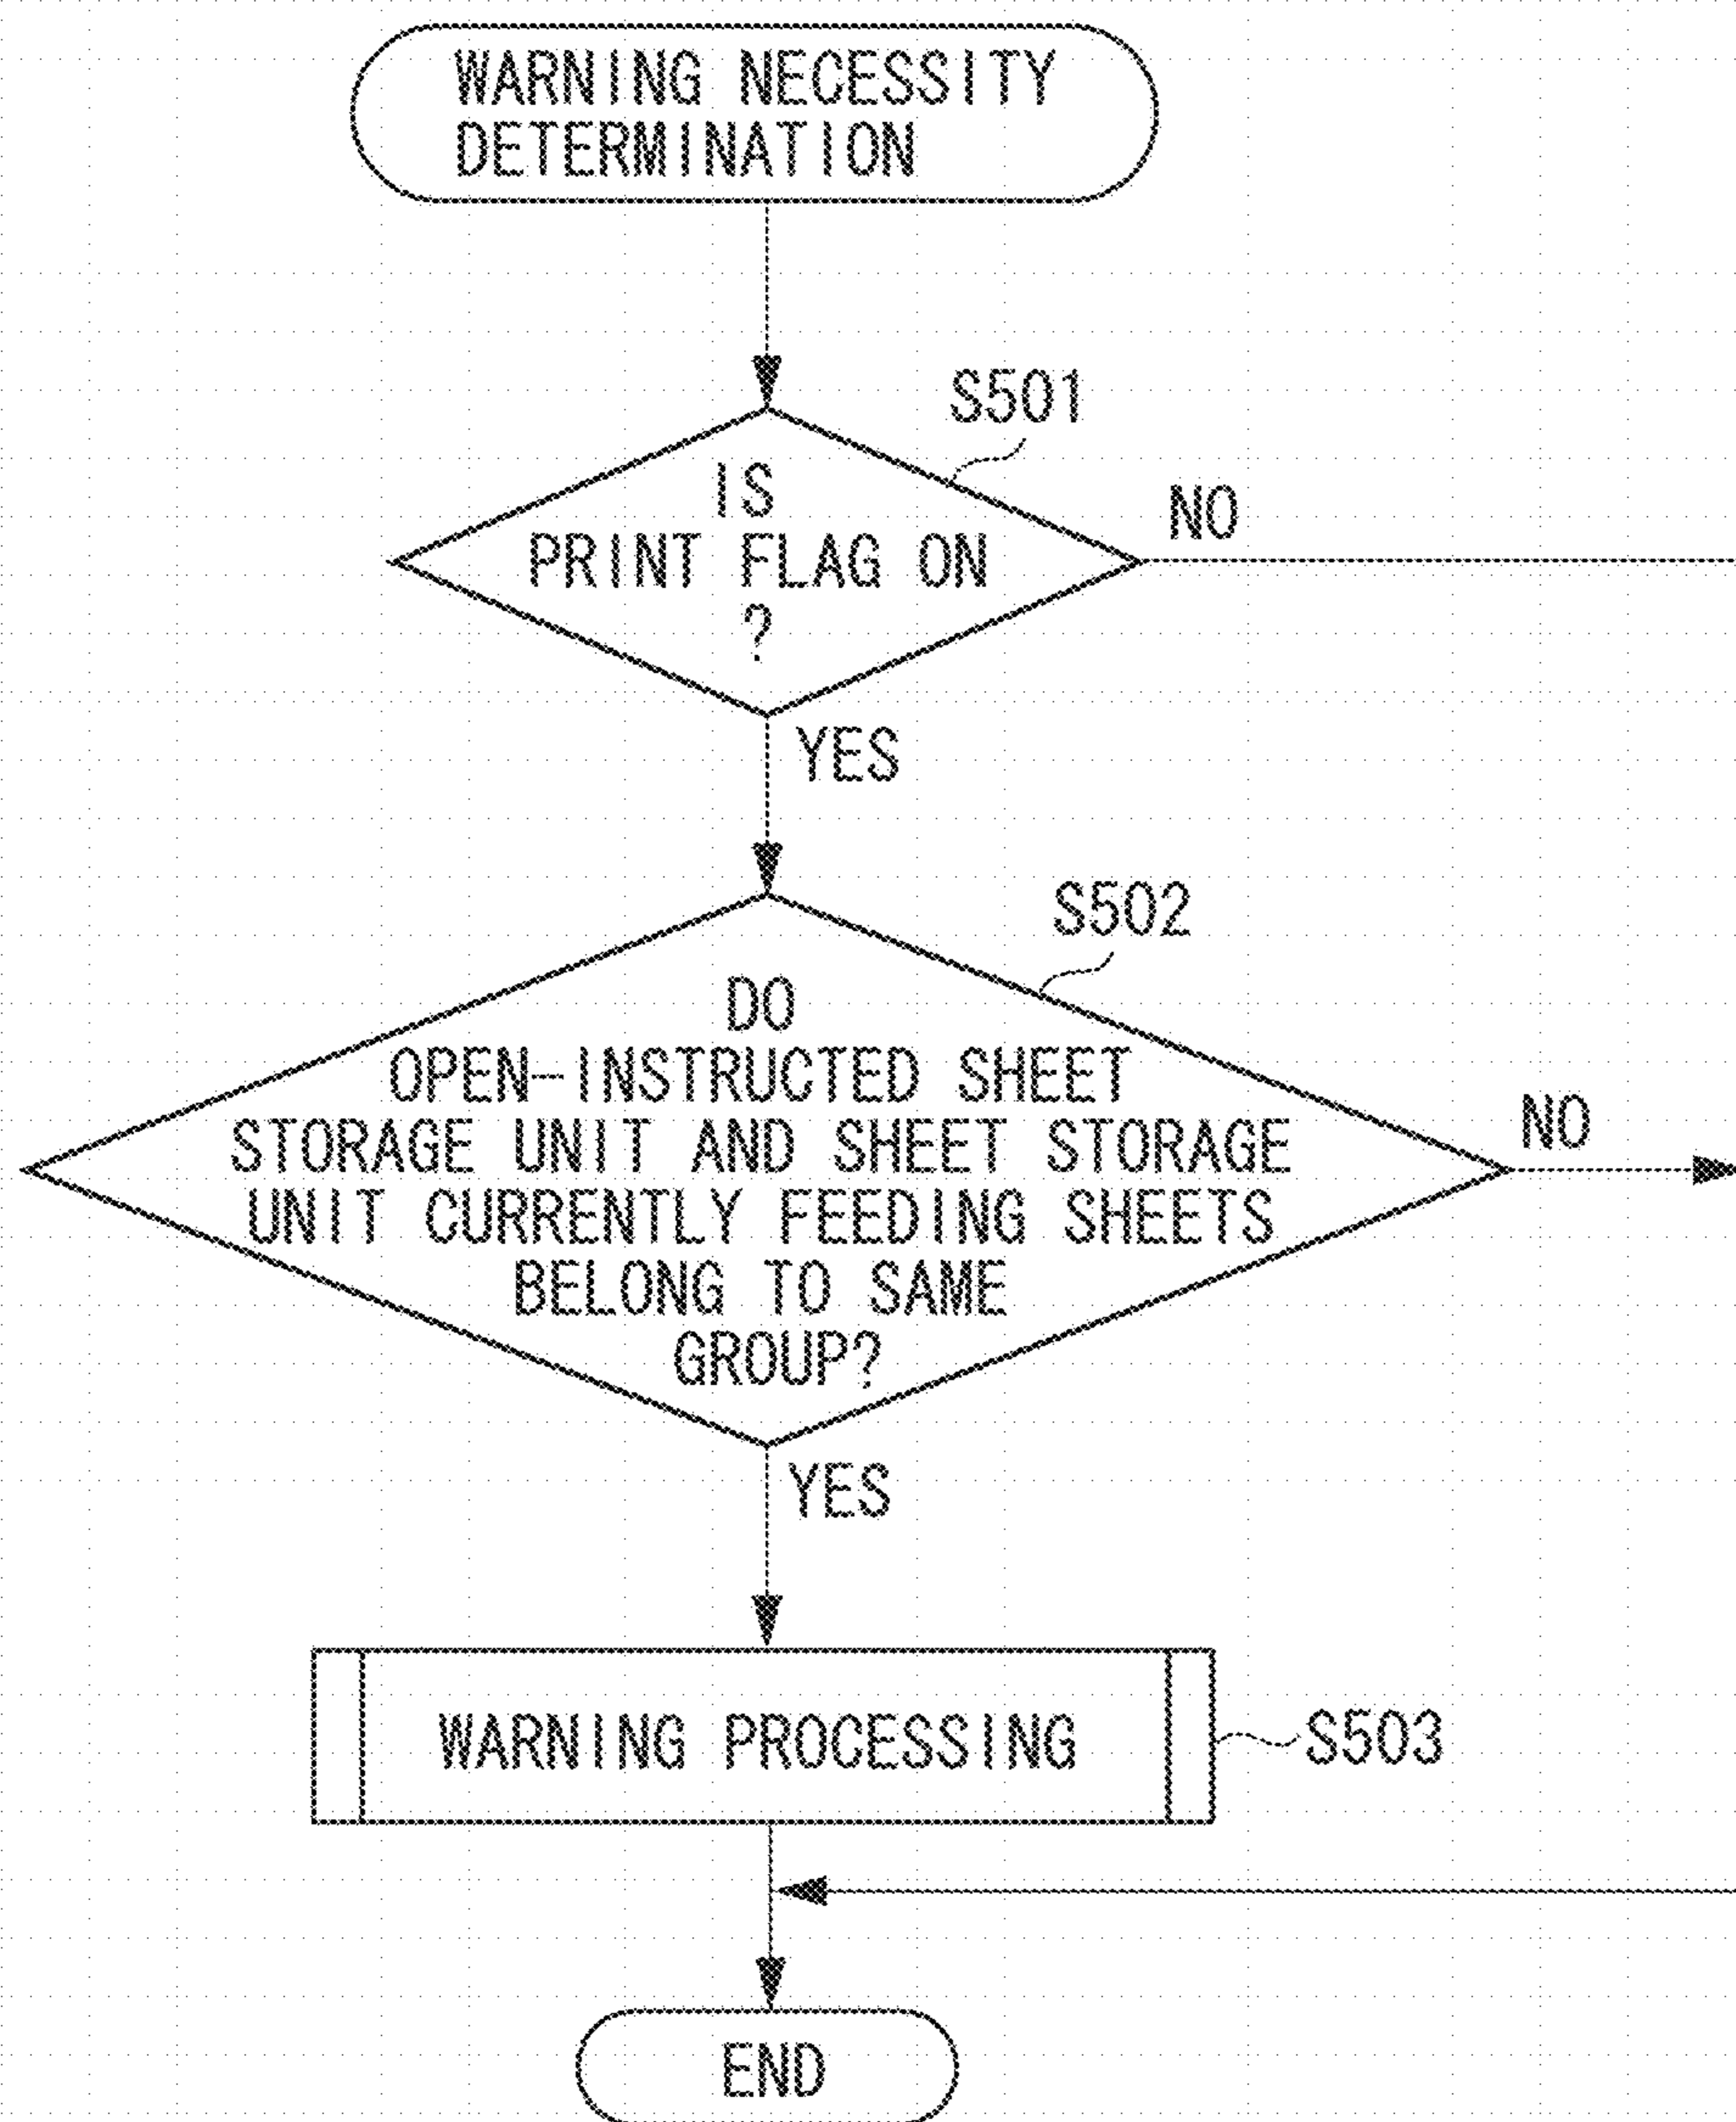 WARNING NECESSITY
DETERMINATION
S501
IS
PRINT FLAG ON
?
NO
YES
S502
DO
OPEN-INSTRUCTED SHEET
STORAGE UNIT AND SHEET STORAGE
UNIT CURRENTLY FEEDING SHEETS
BELONG TO SAME
GROUP?
NO
YES
WARNING PROCESSING
S503
END